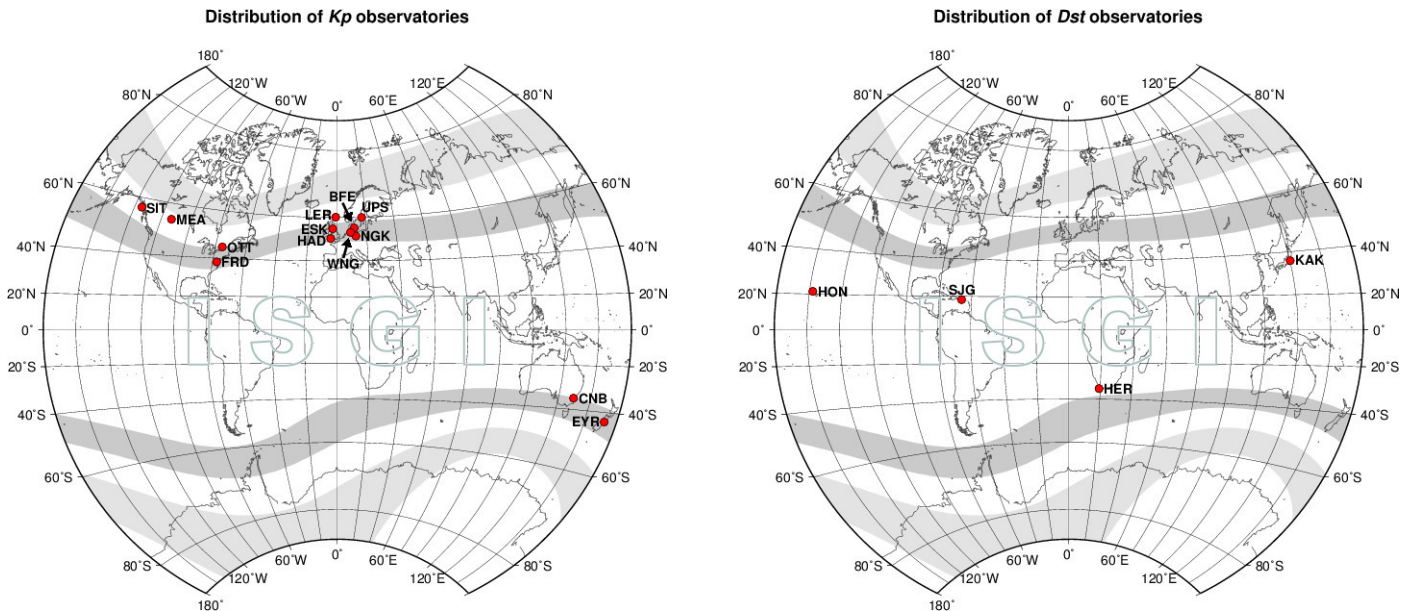 Distribution of Kp observatories
180°
120°W
60°W
0°
60°E
120°E
80°N
80°N
60°N
60°N
40°N
40°N
20°N
20°N
0°
0°
20°S
20°S
40°S
40°S
60°S
60°S
80°S
80°S
120°W
60°W
0°
60°E
120°E
180°
SIT
MEA
OTT
FRD
BFE
LER
UPS
ESK
HAD
NGK
WNG
CNB
EYR
ISGI
Distribution of Dst observatories
180°
120°W
60°W
0°
60°E
120°E
80°N
80°N
60°N
60°N
40°N
40°N
20°N
20°N
0°
0°
20°S
20°S
40°S
40°S
60°S
60°S
80°S
80°S
120°W
60°W
0°
60°E
120°E
180°
HON
SJG
KAK
HER
ISGI